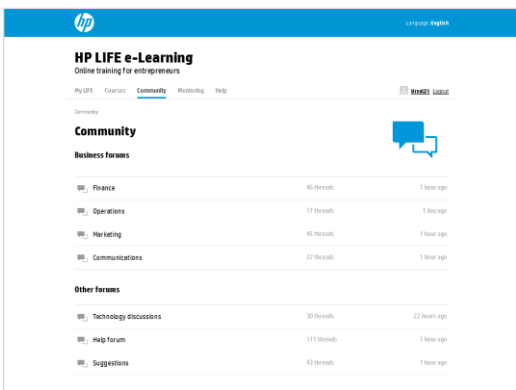 hp
Language: English
HP LIFE e-Learning
Online training for entrepreneurs
My LIFE Courses Community Mentoring Help Logout
Community
Community
Business forums
Finance 46 threads 1 hour ago
Operations 17 threads 1 day ago
Marketing 45 threads 1 hour ago
Communications 22 threads 1 hour ago
Other forums
Technology discussions 30 threads 22 hours ago
Help forum 111 threads 1 hour ago
Suggestions 43 threads 1 hour ago